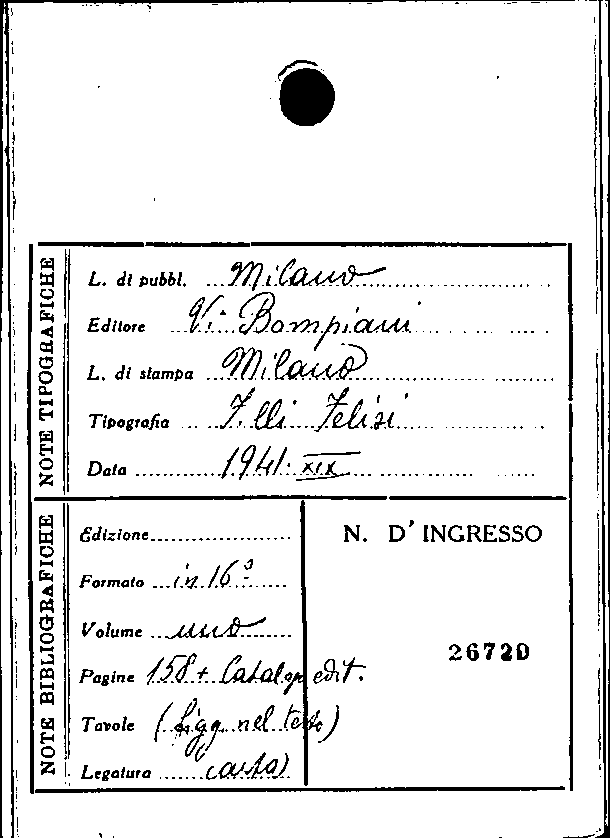 NOTE TIPOGRAFICHE
L. di pubbl. Milano
Editore V. Bompiani
L. di stampa Milano
Tipografia F.lli Felisi
Data 1941. XIX
NOTE BIBLIOGRAFICHE
Edizione
Formato in 16º
Volume uno
Pagine 158 + Catalogo edit.
Tavole (Figg. nel testo)
Legatura carta
N. D'INGRESSO
26720